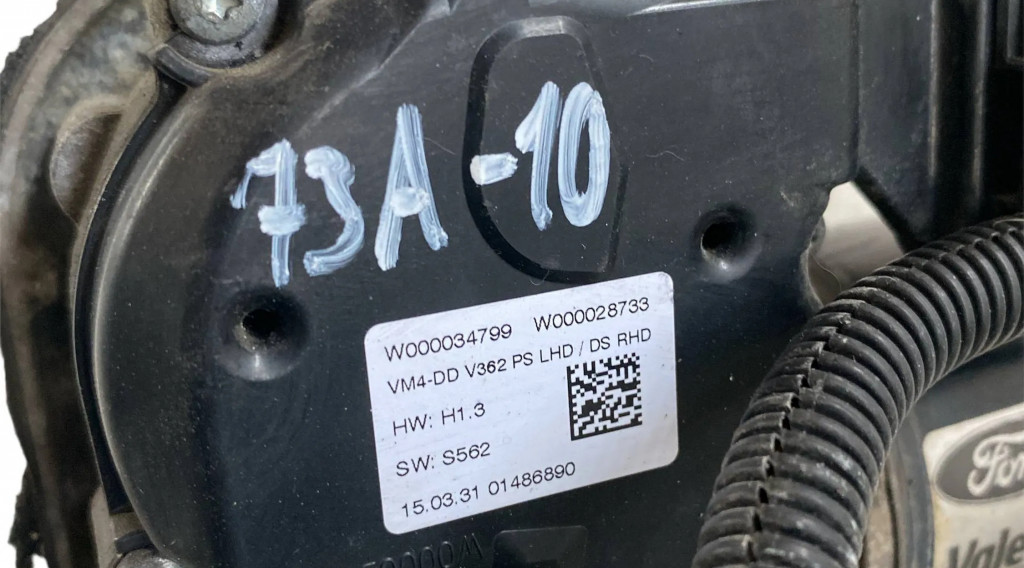 73A-10
W000034799 W000028733
VM4-DD V362 PS LHD / DS RHD
HW: H1.3
SW: S562
15.03.31 01486890